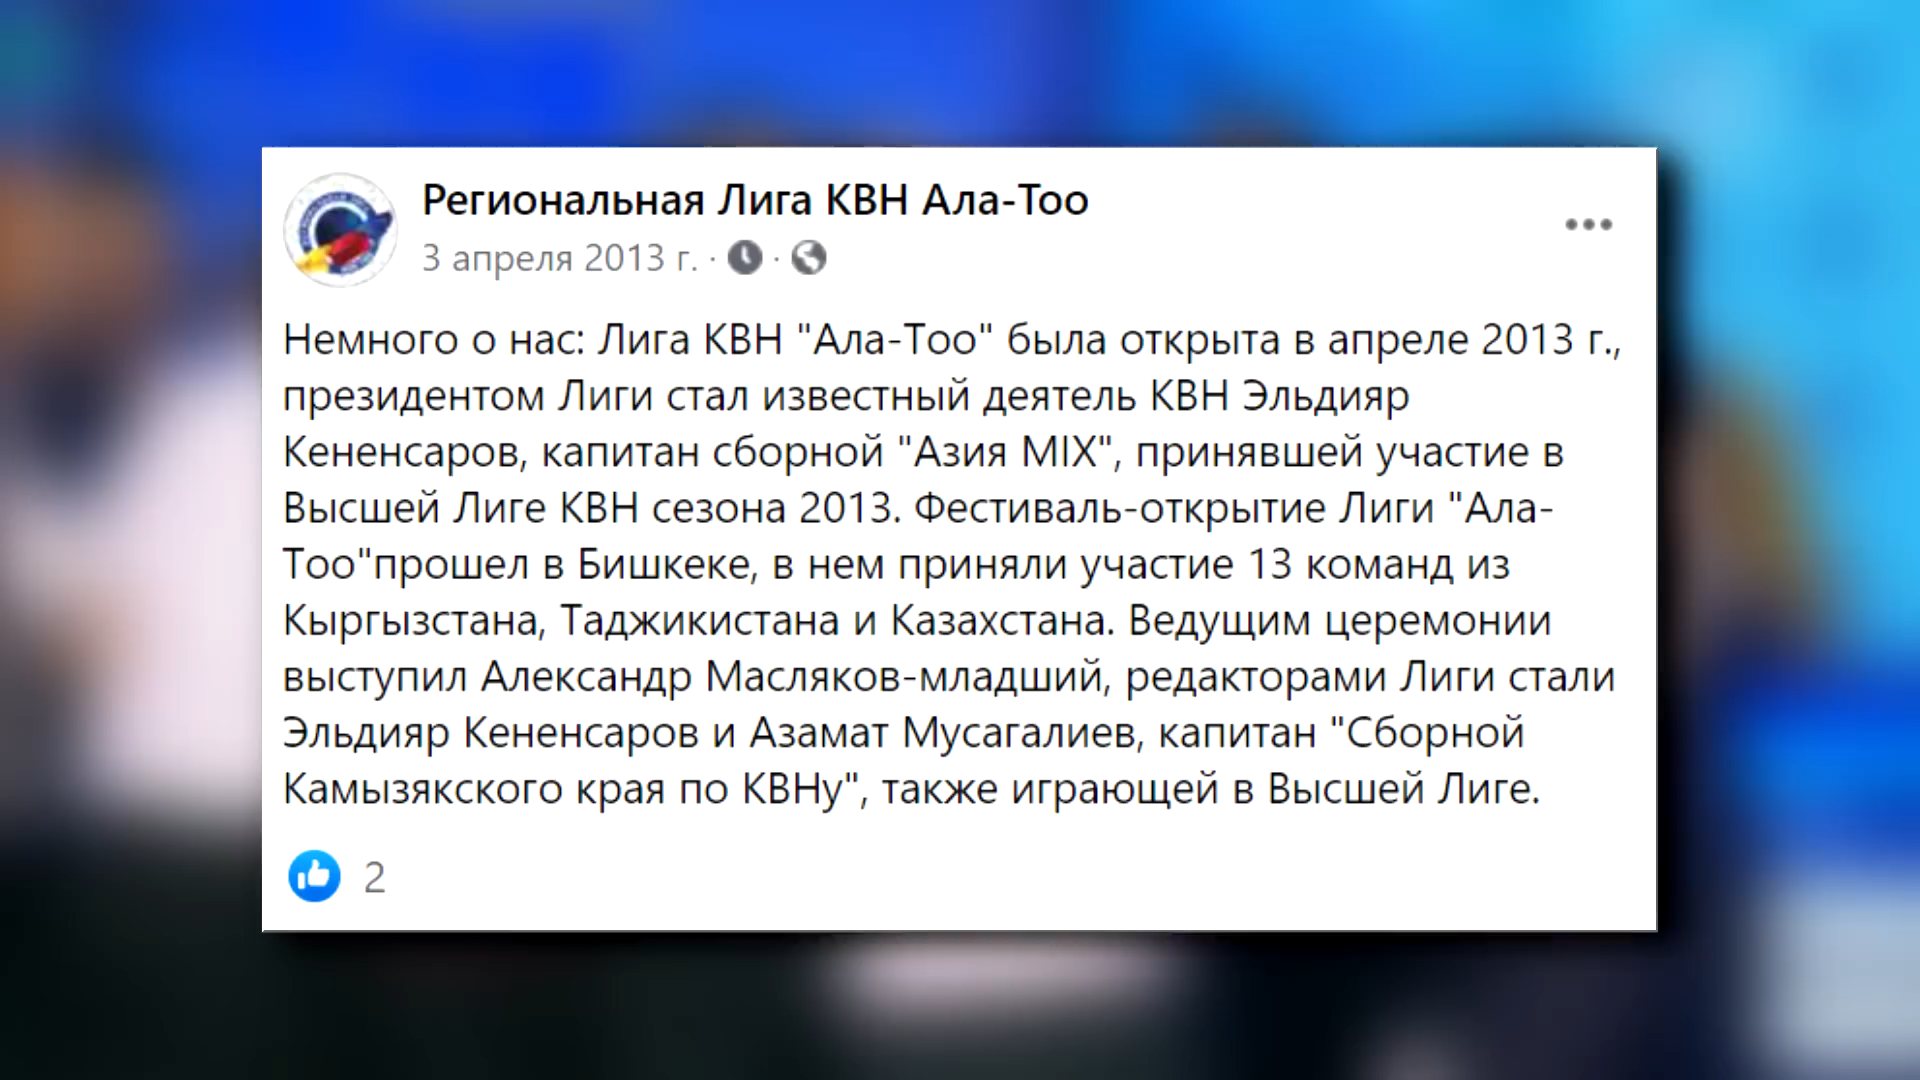 Региональная Лига КВН Ала-Тоо
3 апреля 2013 г. · ·
Немного о нас: Лига КВН "Ала-Тоо" была открыта в апреле 2013 г.,
президентом Лиги стал известный деятель КВН Эльдияр
Кененсаров, капитан сборной "Азия MIX", принявшей участие в
Высшей Лиге КВН сезона 2013. Фестиваль-открытие Лиги "Ала-
Тоо"прошел в Бишкеке, в нем приняли участие 13 команд из
Кыргызстана, Таджикистана и Казахстана. Ведущим церемонии
выступил Александр Масляков-младший, редакторами Лиги стали
Эльдияр Кененсаров и Азамат Мусагалиев, капитан "Сборной
Камызякского края по КВНу", также играющей в Высшей Лиге.
2